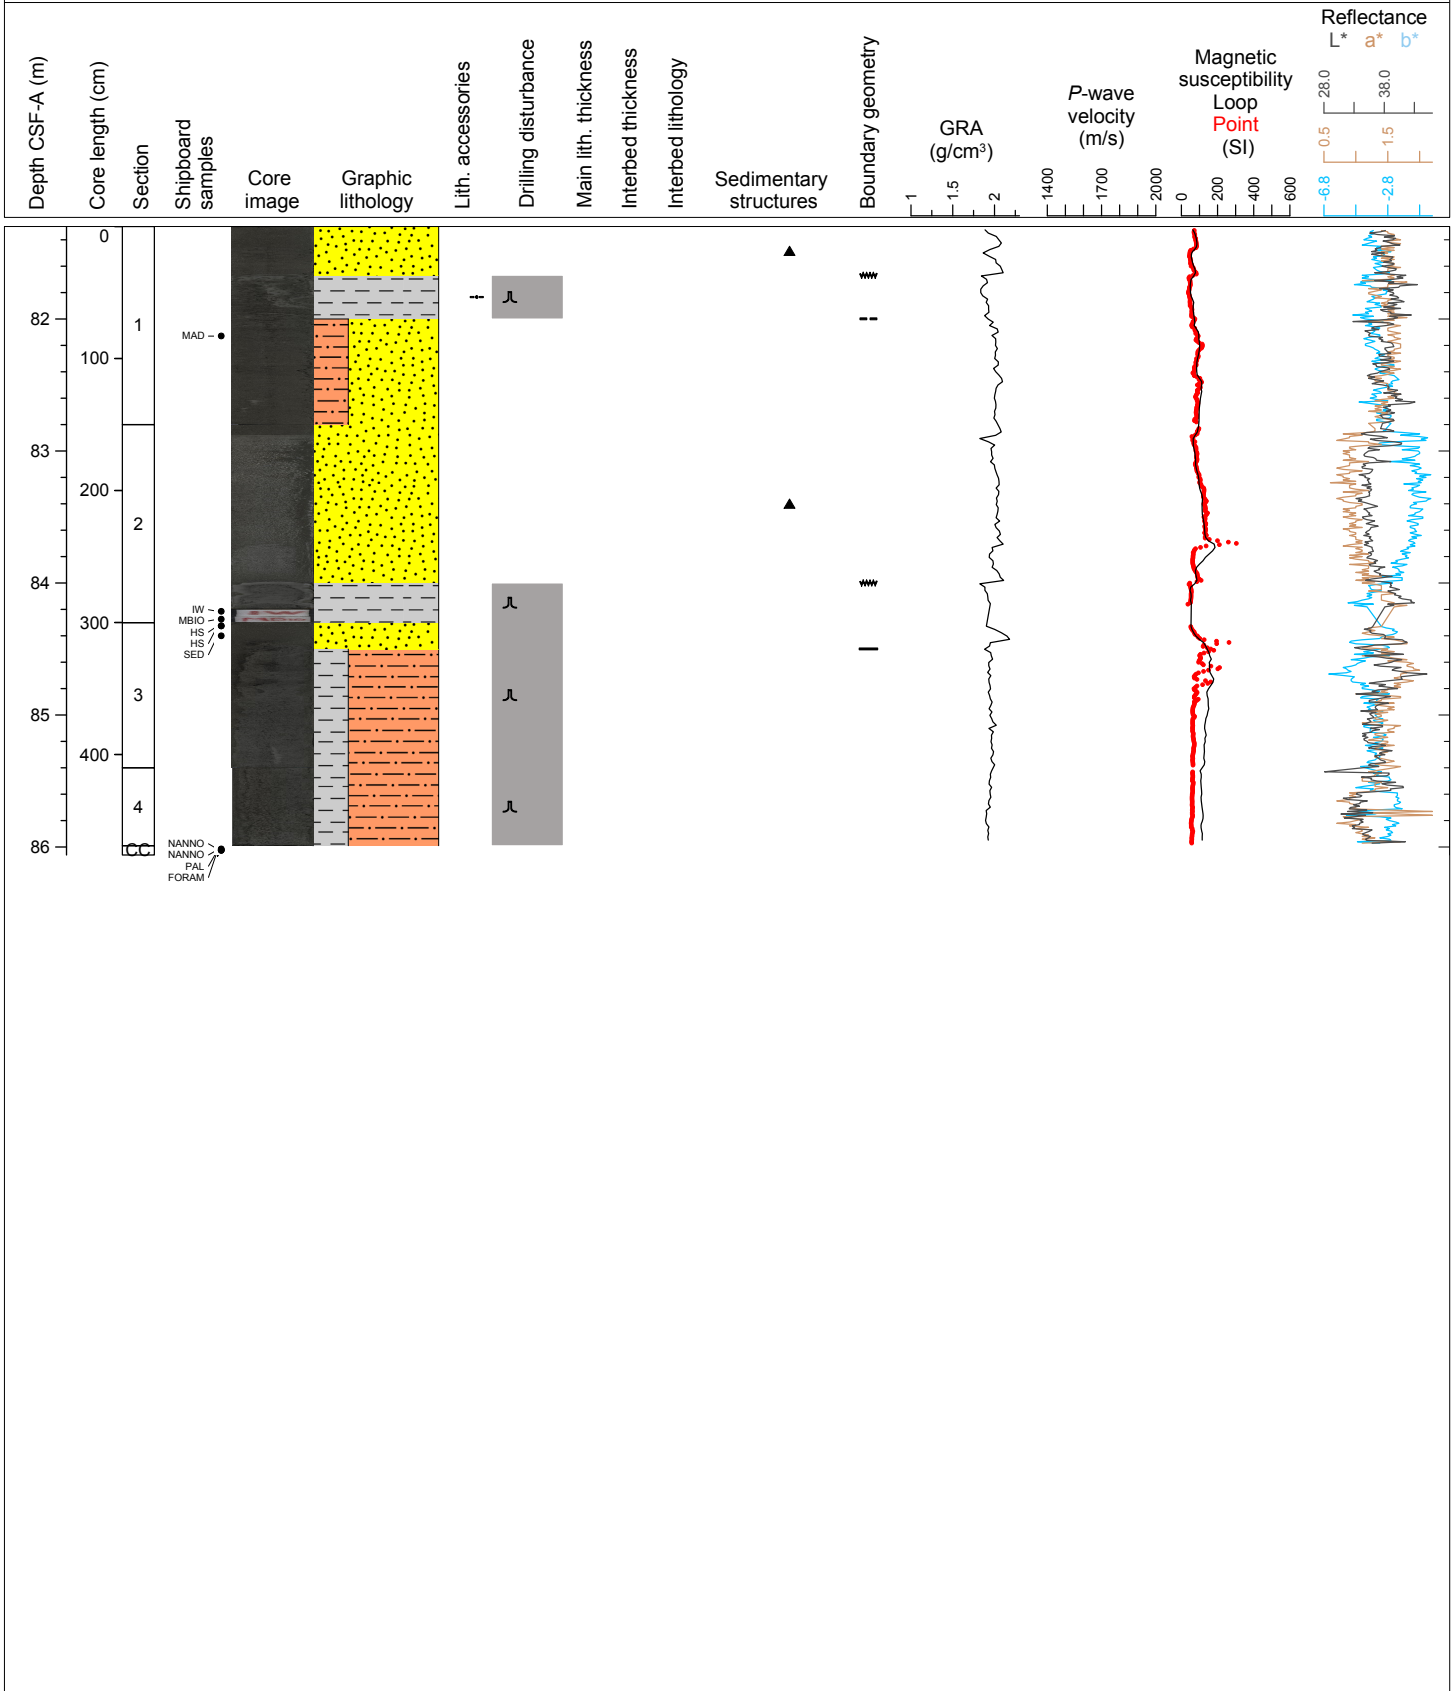 Depth CSF-A (m)
Core length (cm)
Section
Shipboard
samples
Core
image
Graphic
lithology
Lith. accessories
Drilling disturbance
Main lith. thickness
Interbed thickness
Interbed lithology
Sedimentary
structures
Boundary geometry
GRA
(g/cm³)
1 1.5 2
P-wave
velocity
(m/s)
1400 1700 2000
Magnetic
susceptibility
Loop
Point
(SI)
0 200 400 600
Reflectance
L* a* b*
28.0 38.0
0.5 1.5
-6.8 -2.8
0
1
82
MAD
100
83
200
2
84
IW
300 MBIO
HS
HS
SED
3
85
400
4
NANNO
86 CC NANNO
PAL
FORAM